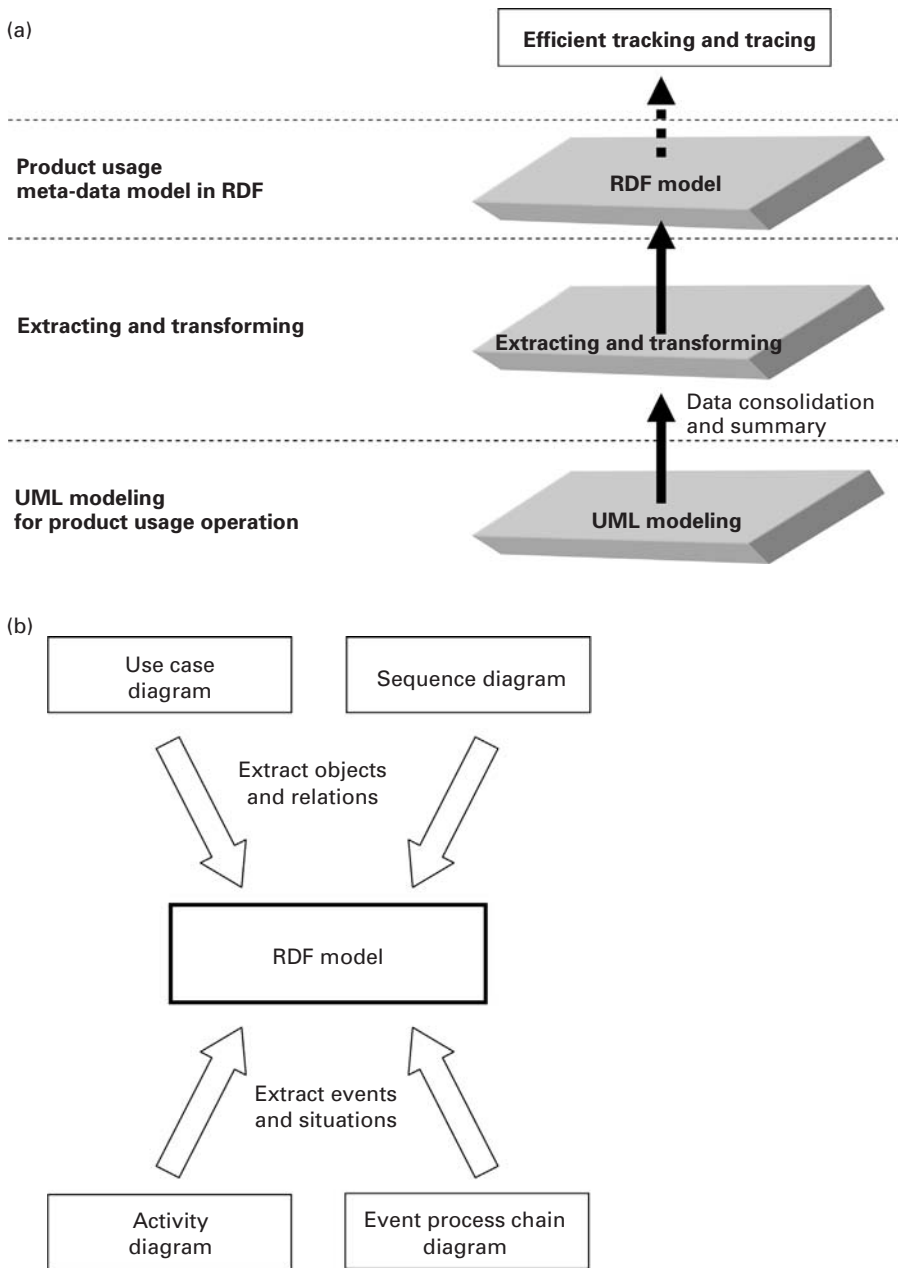 (a)
Efficient tracking and tracing
Product usage
meta-data model in RDF
RDF model
Extracting and transforming
Extracting and transforming
Data consolidation
and summary
UML modeling
for product usage operation
UML modeling
(b)
Use case
diagram
Sequence diagram
Extract objects
and relations
RDF model
Extract events
and situations
Activity
diagram
Event process chain
diagram